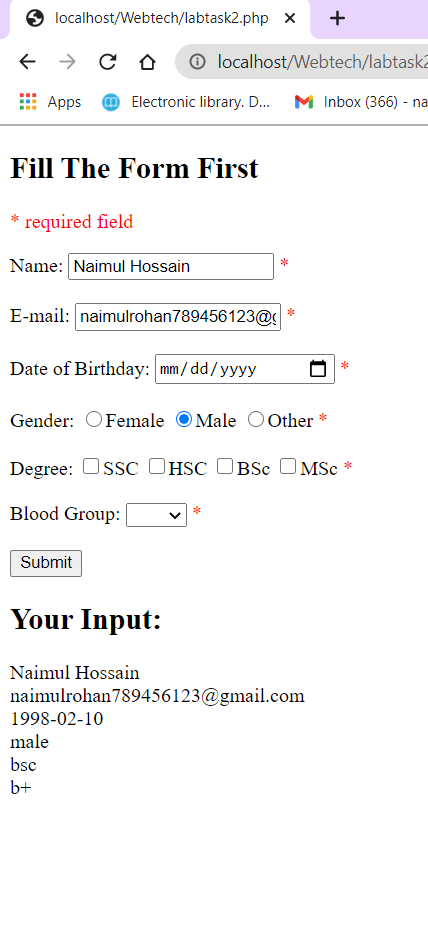 localhost/Webtech/labtask2.php
localhost/Webtech/labtask2
Apps Electronic library. D... Inbox (366) - na
Fill The Form First
* required field
Name: Naimul Hossain *
E-mail: naimulrohan789456123@g *
Date of Birthday: mm/dd/yyyy *
Gender: Female Male Other *
Degree: SSC HSC BSc MSc *
Blood Group: *
Submit
Your Input:
Naimul Hossain
naimulrohan789456123@gmail.com
1998-02-10
male
bsc
b+